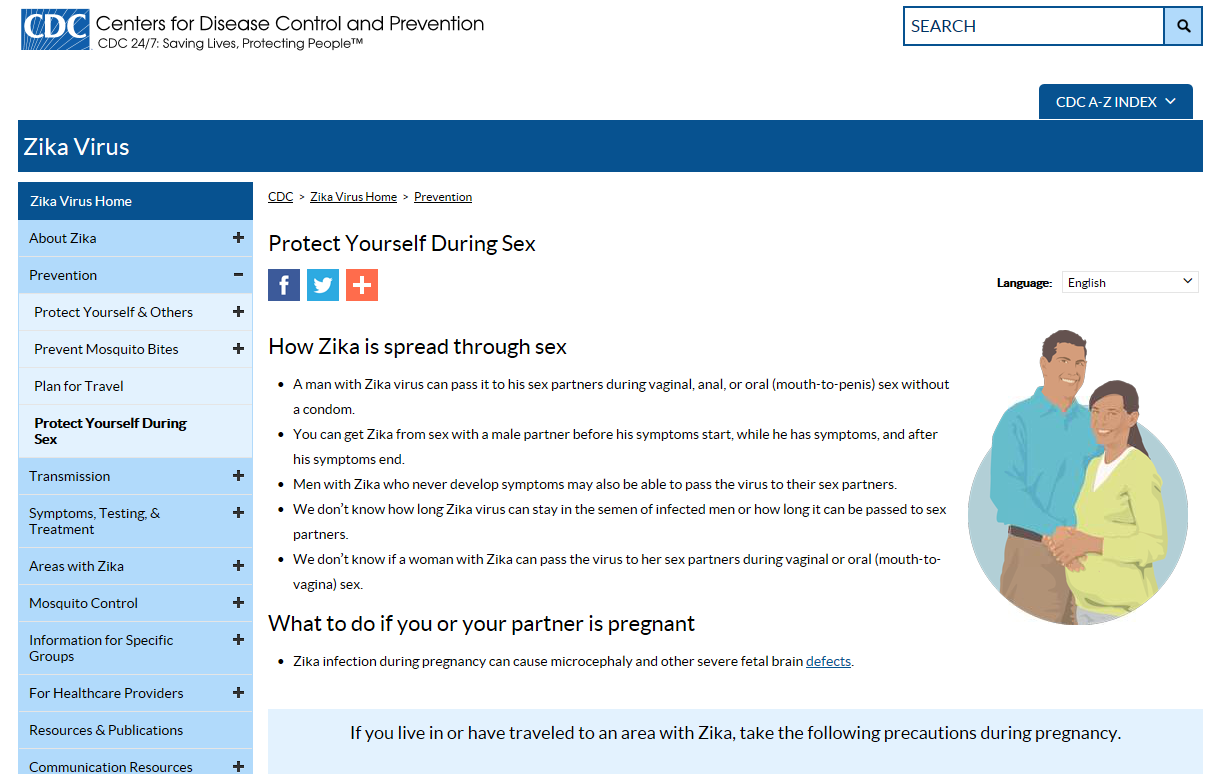 CDC
Centers for Disease Control and Prevention
CDC 24/7: Saving Lives, Protecting People™
SEARCH
CDC A-Z INDEX
Zika Virus
Zika Virus Home
About Zika
Prevention
Protect Yourself & Others
Prevent Mosquito Bites
Plan for Travel
Protect Yourself During
Sex
Transmission
Symptoms, Testing, &
Treatment
Areas with Zika
Mosquito Control
Information for Specific
Groups
For Healthcare Providers
Resources & Publications
Communication Resources
CDC > Zika Virus Home > Prevention
Protect Yourself During Sex
Language: English
How Zika is spread through sex
• A man with Zika virus can pass it to his sex partners during vaginal, anal, or oral (mouth-to-penis) sex without
a condom.
• You can get Zika from sex with a male partner before his symptoms start, while he has symptoms, and after
his symptoms end.
• Men with Zika who never develop symptoms may also be able to pass the virus to their sex partners.
• We don't know how long Zika virus can stay in the semen of infected men or how long it can be passed to sex
partners.
• We don't know if a woman with Zika can pass the virus to her sex partners during vaginal or oral (mouth-to-
vagina) sex.
What to do if you or your partner is pregnant
• Zika infection during pregnancy can cause microcephaly and other severe fetal brain defects.
If you live in or have traveled to an area with Zika, take the following precautions during pregnancy.